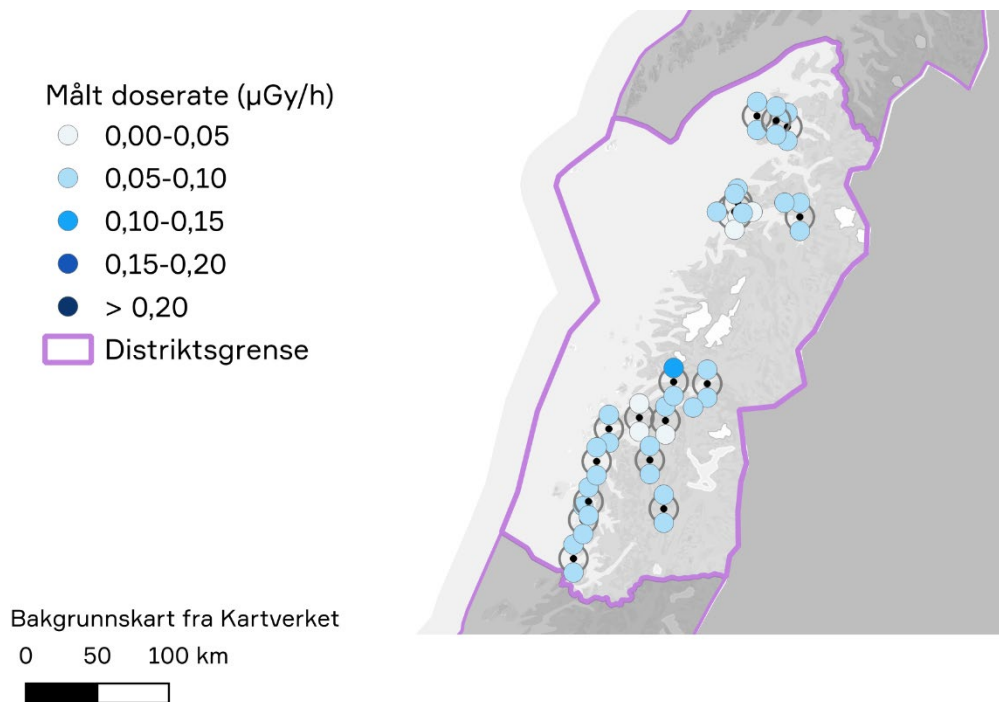 Målt doserate (µGy/h)
0,00-0,05
0,05-0,10
0,10-0,15
0,15-0,20
> 0,20
Distriktsgrense
Bakgrunnskart fra Kartverket
0 50 100 km